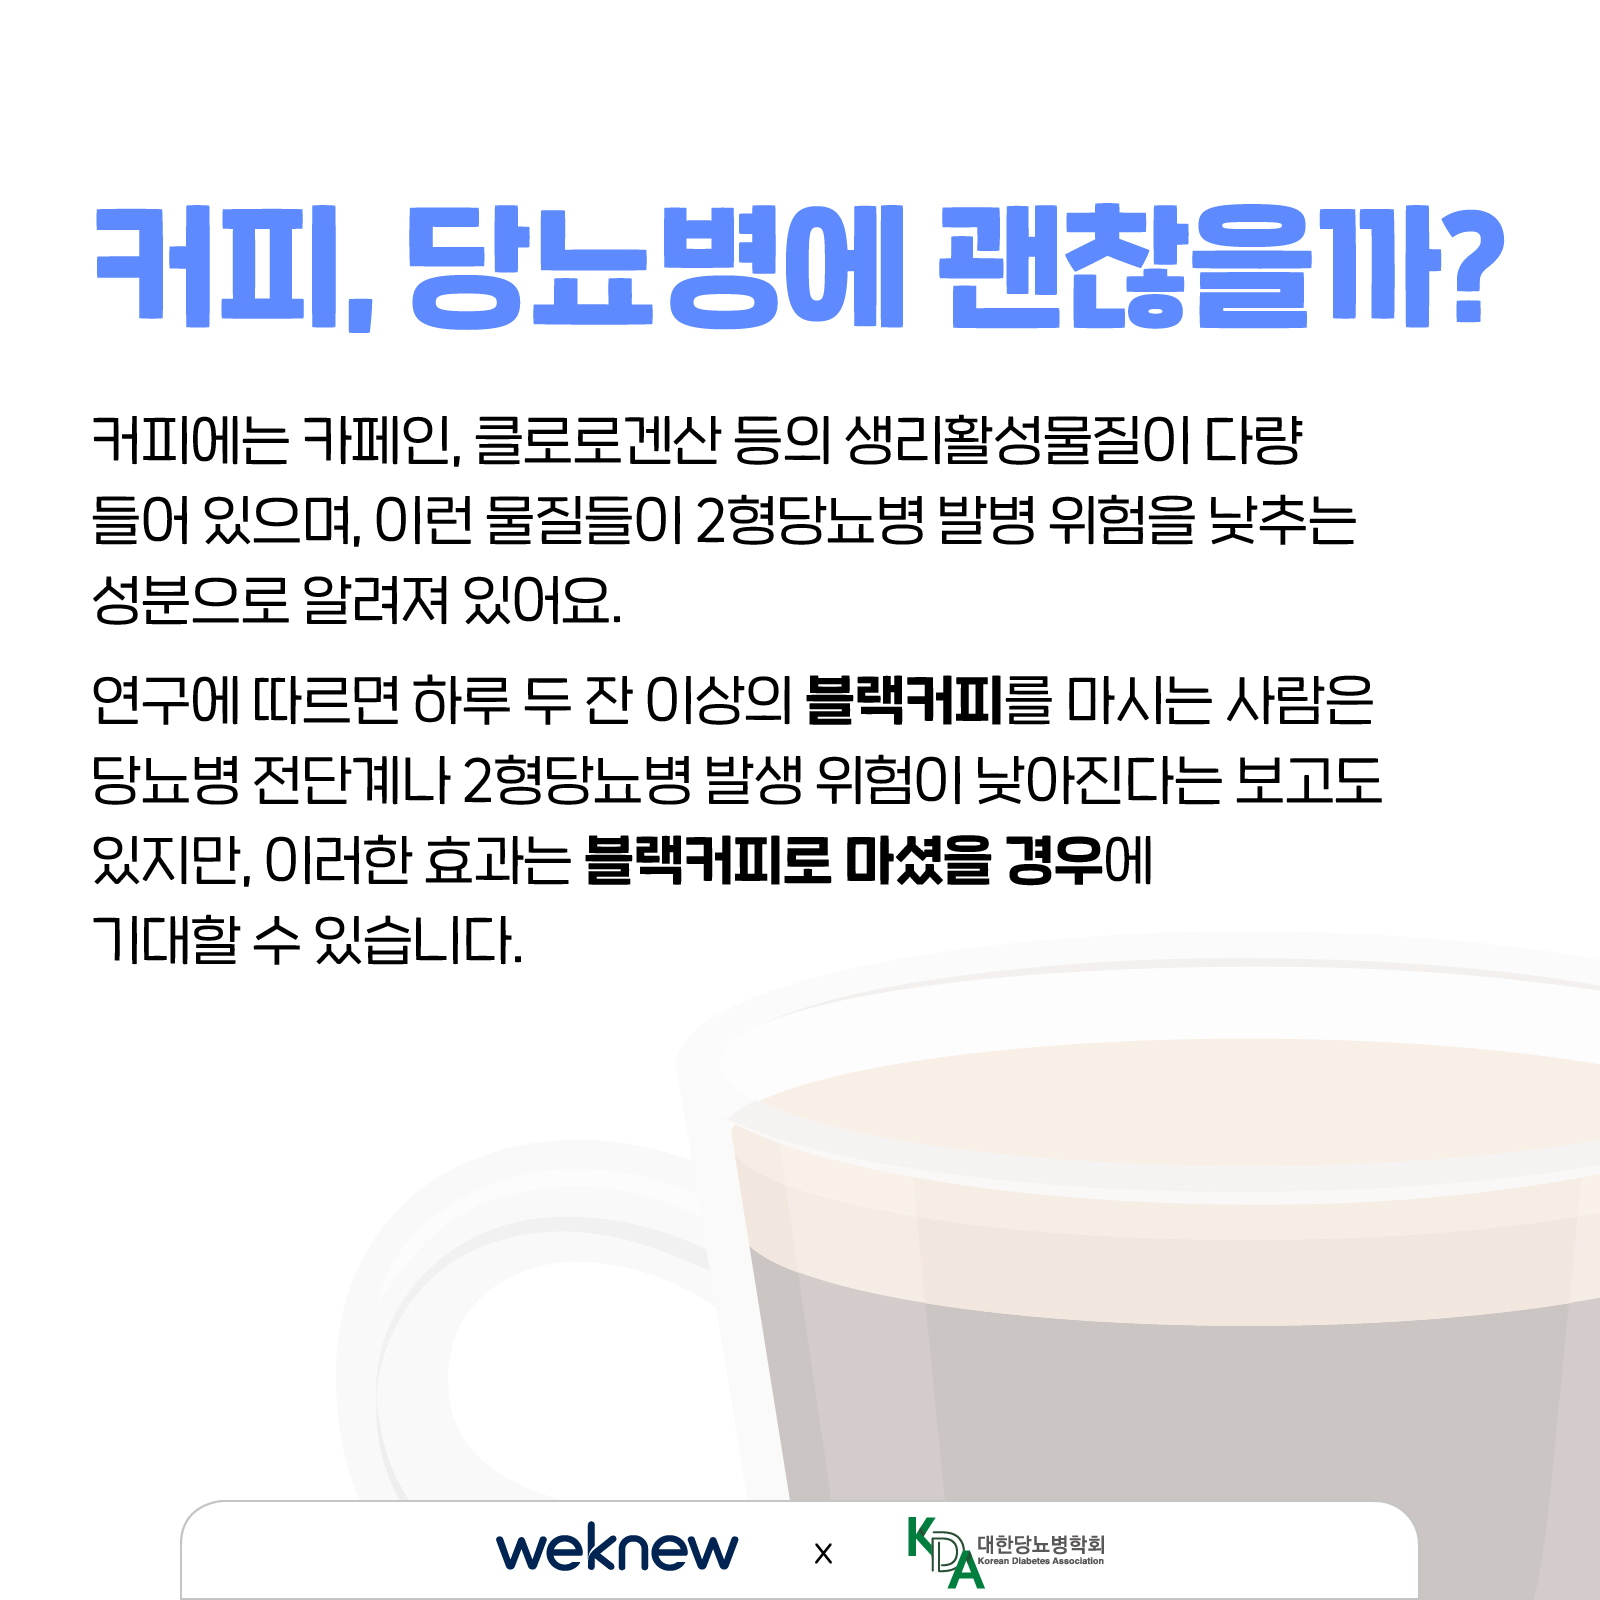 커피, 당뇨병에 괜찮을까?
커피에는 카페인, 클로로겐산 등의 생리활성물질이 다량
들어 있으며, 이런 물질들이 2형당뇨병 발병 위험을 낮추는
성분으로 알려져 있어요.
연구에 따르면 하루 두 잔 이상의 블랙커피를 마시는 사람은
당뇨병 전단계나 2형당뇨병 발생 위험이 낮아진다는 보고도
있지만, 이러한 효과는 블랙커피로 마셨을 경우에
기대할 수 있습니다.
weknew x KDA 대한당뇨병학회
Korean Diabetes Association